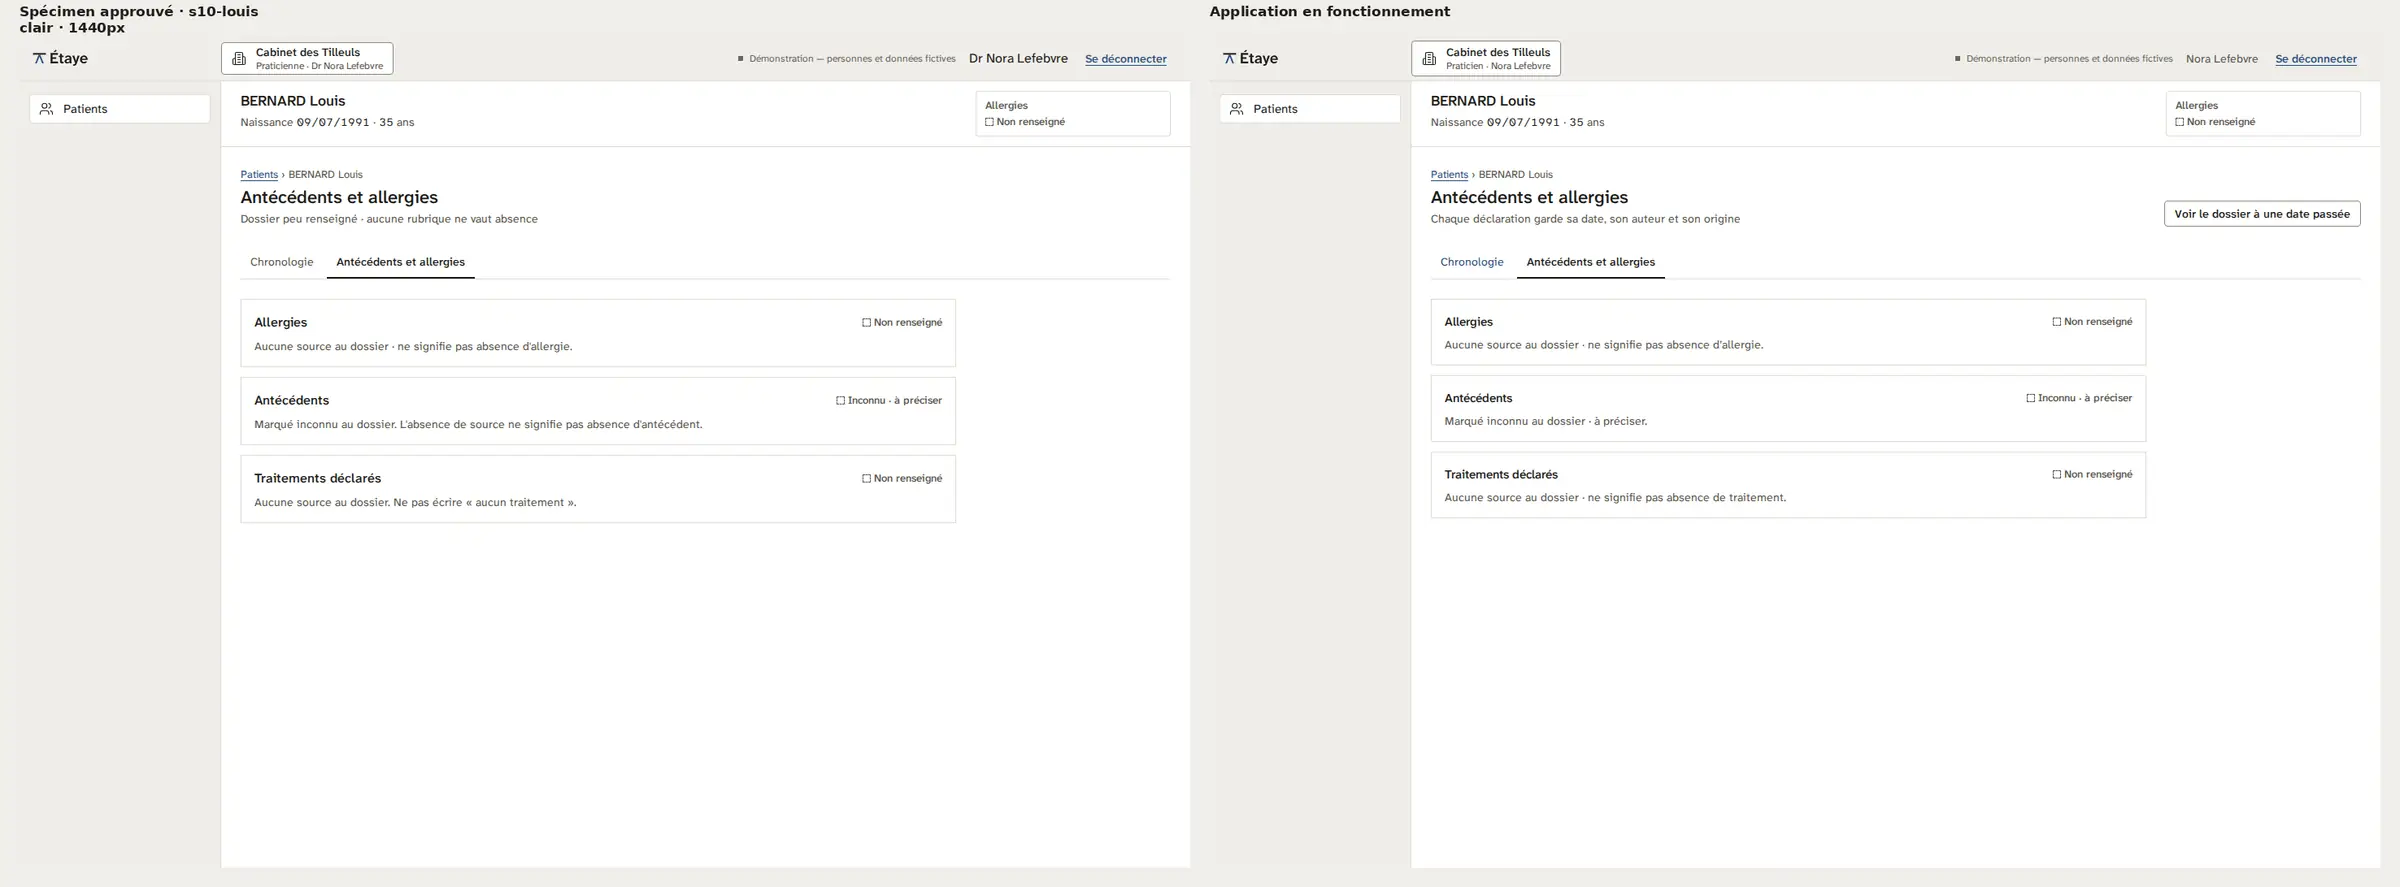 Spécimen approuvé · s10-louis
clair · 1440px
Étaye
Cabinet des Tilleuls
Praticienne · Dr Nora Lefebvre
Démonstration — personnes et données fictives
Dr Nora Lefebvre
Se déconnecter
Patients
BERNARD Louis
Naissance 09/07/1991 · 35 ans
Allergies
Non renseigné
Patients › BERNARD Louis
Antécédents et allergies
Dossier peu renseigné · aucune rubrique ne vaut absence
Chronologie
Antécédents et allergies
Allergies
Non renseigné
Aucune source au dossier · ne signifie pas absence d'allergie.
Antécédents
Inconnu · à préciser
Marqué inconnu au dossier. L'absence de source ne signifie pas absence d'antécédent.
Traitements déclarés
Non renseigné
Aucune source au dossier. Ne pas écrire « aucun traitement ».
Application en fonctionnement
Étaye
Cabinet des Tilleuls
Praticien · Nora Lefebvre
Démonstration — personnes et données fictives
Nora Lefebvre
Se déconnecter
Patients
BERNARD Louis
Naissance 09/07/1991 · 35 ans
Allergies
Non renseigné
Patients › BERNARD Louis
Antécédents et allergies
Chaque déclaration garde sa date, son auteur et son origine
Voir le dossier à une date passée
Chronologie
Antécédents et allergies
Allergies
Non renseigné
Aucune source au dossier · ne signifie pas absence d'allergie.
Antécédents
Inconnu · à préciser
Marqué inconnu au dossier · à préciser.
Traitements déclarés
Non renseigné
Aucune source au dossier · ne signifie pas absence de traitement.